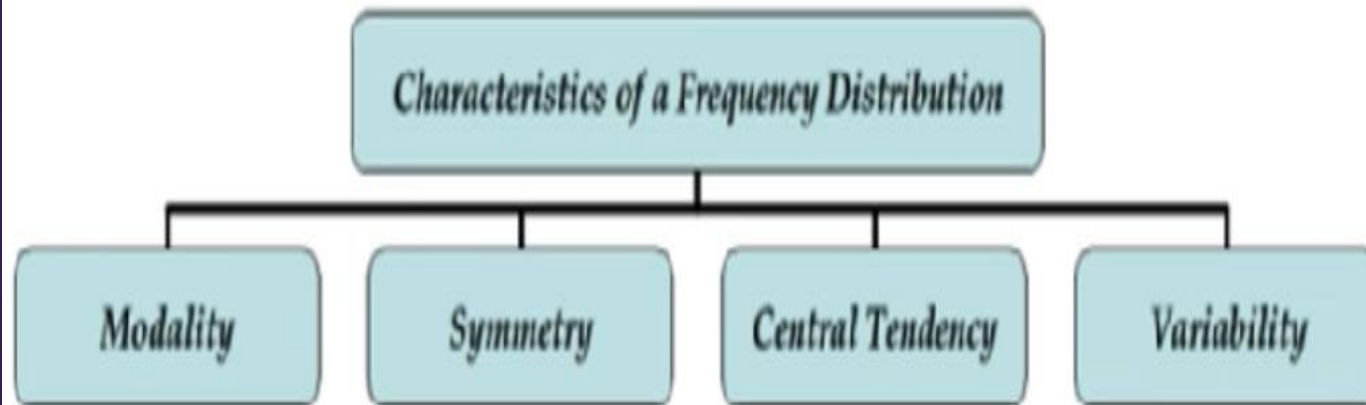 Characteristics of a Frequency Distribution
Modality
Symmetry
Central Tendency
Variability